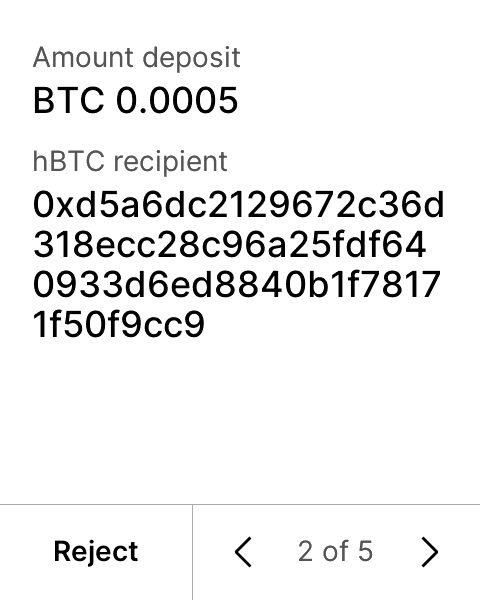 Amount deposit
BTC 0.0005
hBTC recipient
0xd5a6dc2129672c36d
318ecc28c96a25fdf64
0933d6ed8840b1f7817
1f50f9cc9
Reject
2 of 5